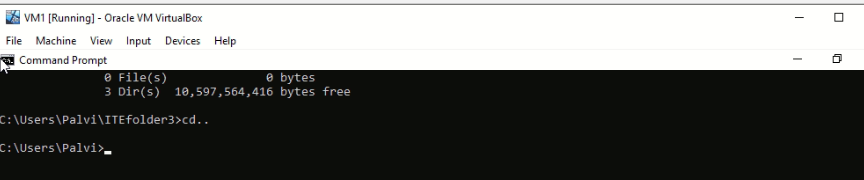 VM1 [Running] - Oracle VM VirtualBox
File Machine View Input Devices Help
Command Prompt
0 File(s) 0 bytes
3 Dir(s) 10,597,564,416 bytes free
C:\Users\Palvi\ITEfolder3>cd..
C:\Users\Palvi>